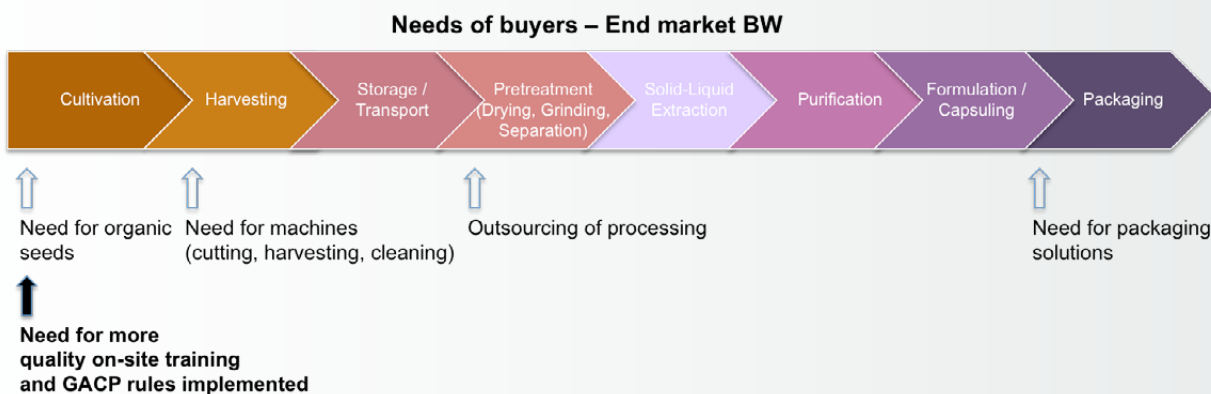 Needs of buyers – End market BW
Cultivation
Harvesting
Storage /
Transport
Pretreatment
(Drying, Grinding,
Separation)
Solid-Liquid
Extraction
Purification
Formulation /
Capsuling
Packaging
Need for organic
seeds
Need for machines
(cutting, harvesting, cleaning)
Outsourcing of processing
Need for packaging
solutions
Need for more
quality on-site training
and GACP rules implemented